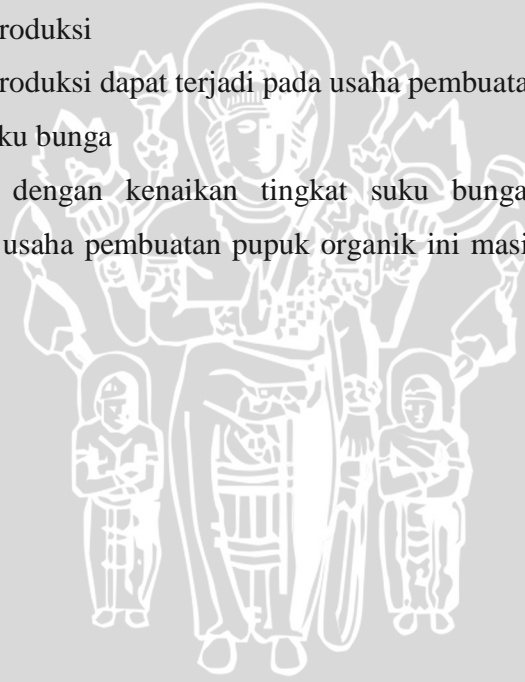 roduksi
roduksi dapat terjadi pada usaha pembuata
ku bunga
dengan kenaikan tingkat suku bunga
usaha pembuatan pupuk organik ini masi